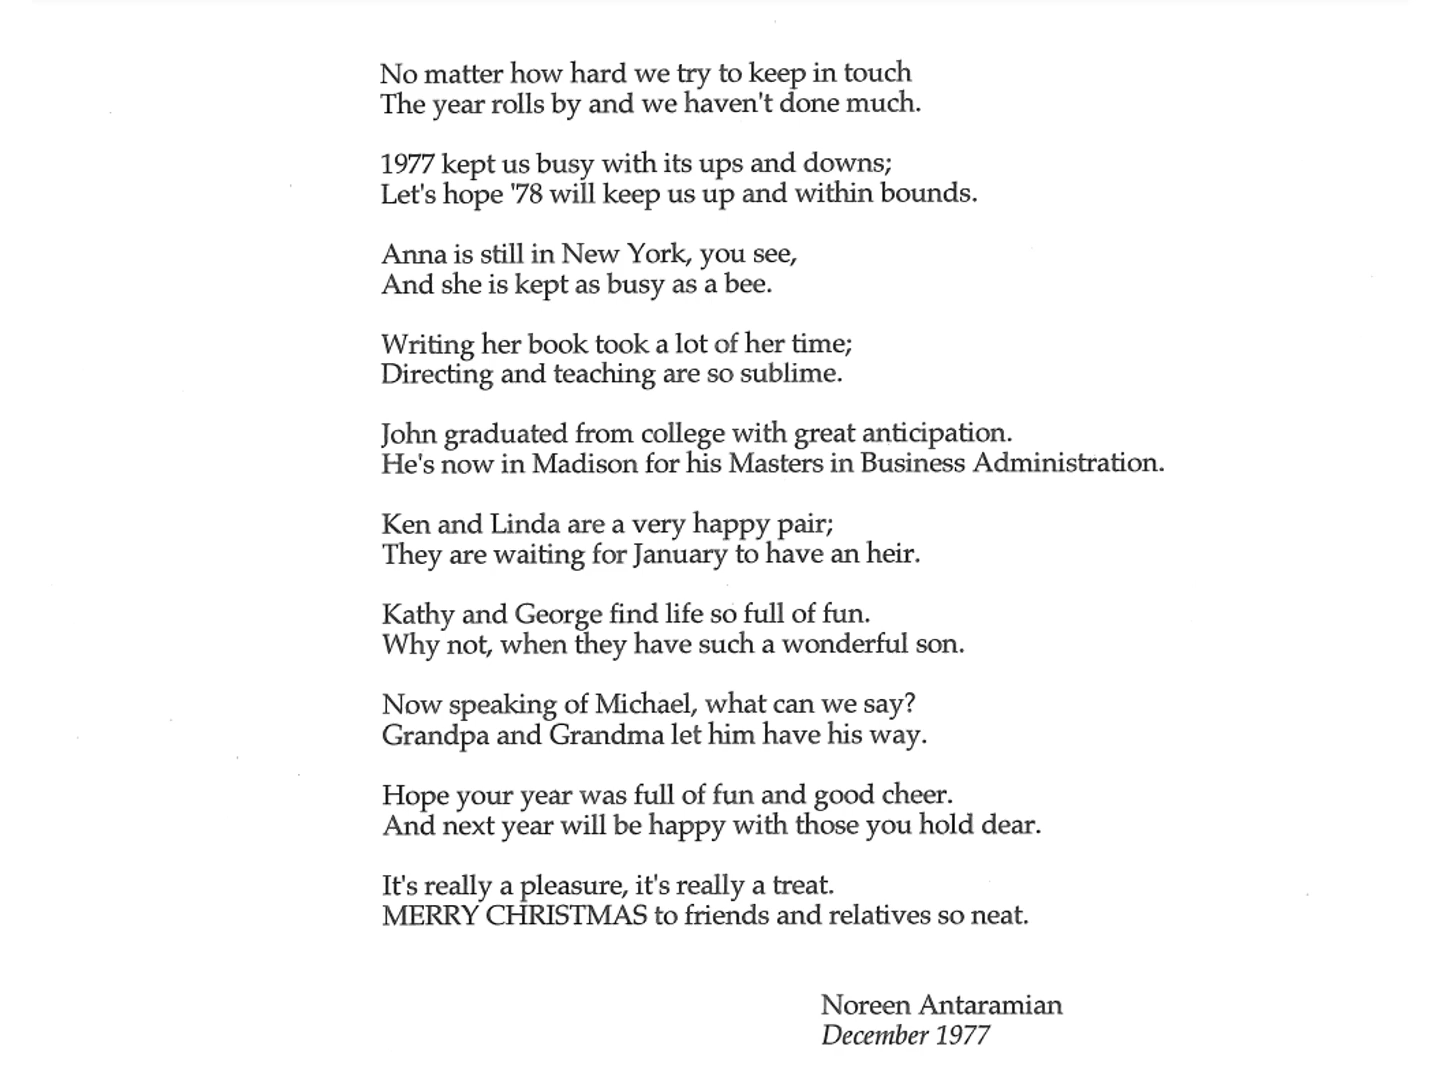 No matter how hard we try to keep in touch
The year rolls by and we haven't done much.
1977 kept us busy with its ups and downs;
Let's hope '78 will keep us up and within bounds.
Anna is still in New York, you see,
And she is kept as busy as a bee.
Writing her book took a lot of her time;
Directing and teaching are so sublime.
John graduated from college with great anticipation.
He's now in Madison for his Masters in Business Administration.
Ken and Linda are a very happy pair;
They are waiting for January to have an heir.
Kathy and George find life so full of fun.
Why not, when they have such a wonderful son.
Now speaking of Michael, what can we say?
Grandpa and Grandma let him have his way.
Hope your year was full of fun and good cheer.
And next year will be happy with those you hold dear.
It's really a pleasure, it's really a treat.
MERRY CHRISTMAS to friends and relatives so neat.
Noreen Antaramian
December 1977